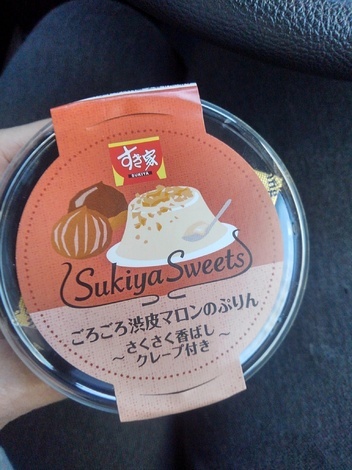 すき家
SUKIYA
Sukiya Sweets
ごろごろ渋皮マロンのぷりん
～さくさく香ばし～
クレープ付き